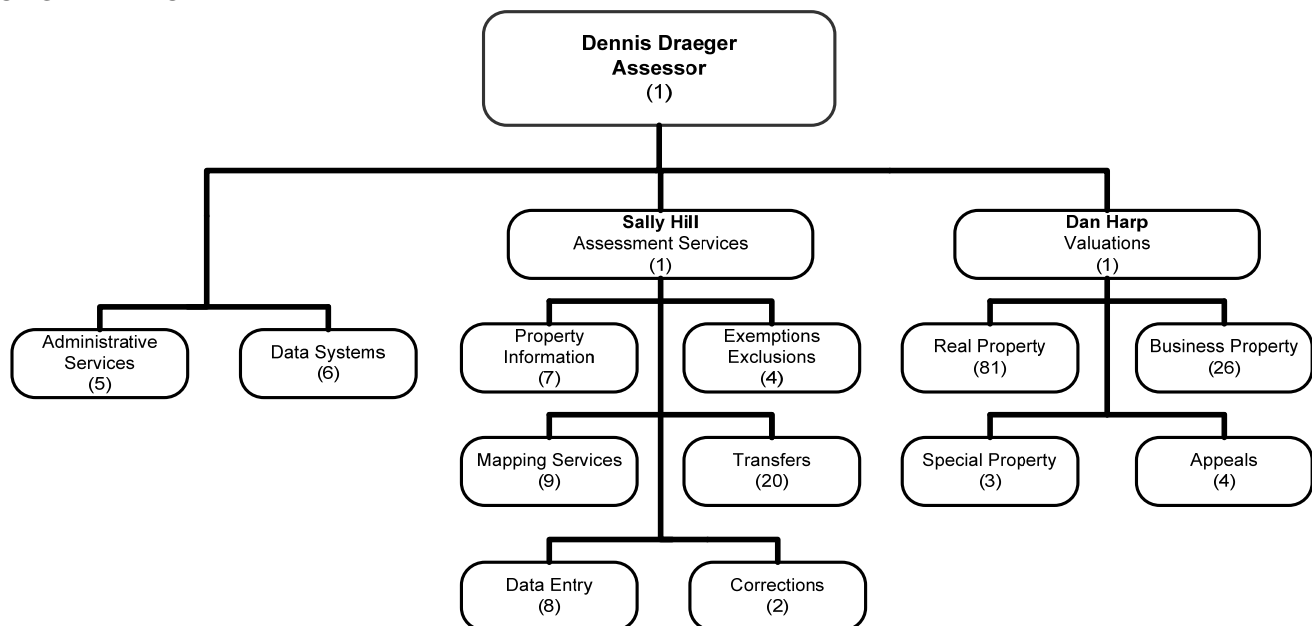 Dennis Draeger
Assessor
(1)
Sally Hill
Assessment Services
(1)
Dan Harp
Valuations
(1)
Administrative
Services
(5)
Data Systems
(6)
Property
Information
(7)
Exemptions
Exclusions
(4)
Real Property
(81)
Business Property
(26)
Mapping Services
(9)
Transfers
(20)
Special Property
(3)
Appeals
(4)
Data Entry
(8)
Corrections
(2)